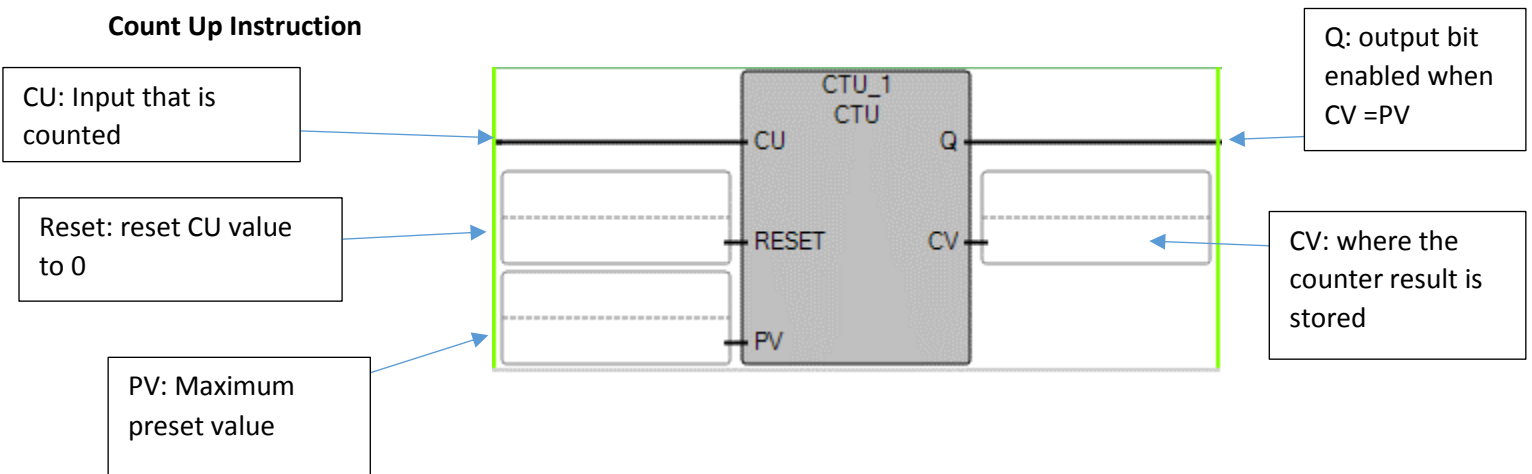 Count Up Instruction
CU: Input that is
counted
Reset: reset CU value
to 0
PV: Maximum
preset value
CTU_1
CTU
CU
Q
RESET
CV
PV
Q: output bit
enabled when
CV =PV
CV: where the
counter result is
stored